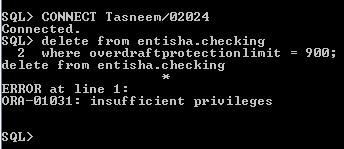 SQL> CONNECT Tasneem/02024
Connected.
SQL> delete from entisha.checking
  2  where overdraftprotectionlimit = 900;
delete from entisha.checking
                    *
ERROR at line 1:
ORA-01031: insufficient privileges
SQL>